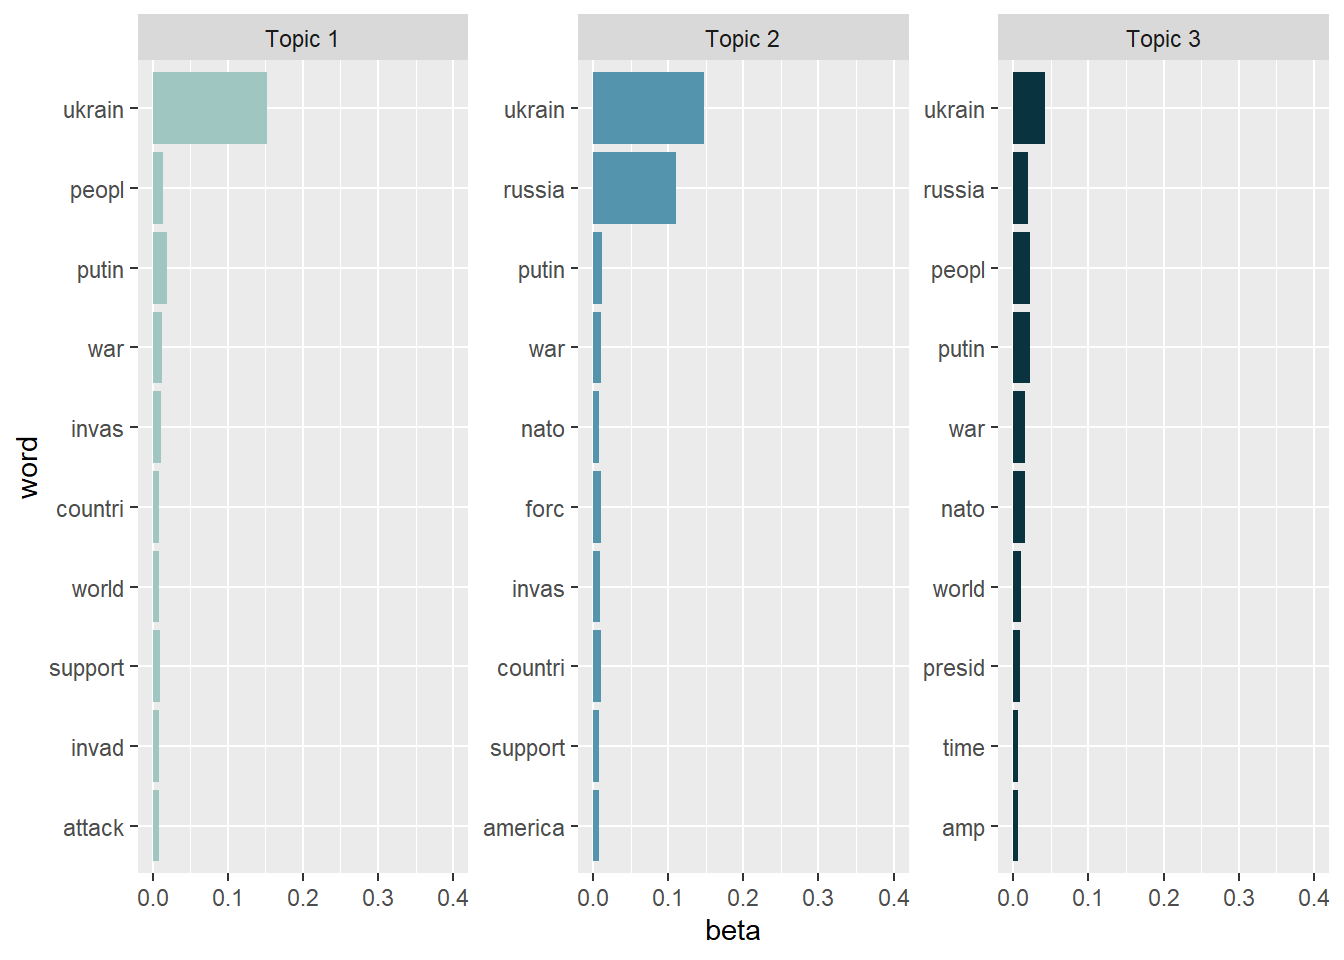 Topic 1
Topic 2
Topic 3
word
ukrain
peopl
putin
war
invas
countri
world
support
invad
attack
0.0 0.1 0.2 0.3 0.4
ukrain
russia
putin
war
nato
forc
invas
countri
support
america
0.0 0.1 0.2 0.3 0.4
ukrain
russia
peopl
putin
war
nato
world
presid
time
amp
0.0 0.1 0.2 0.3 0.4
beta